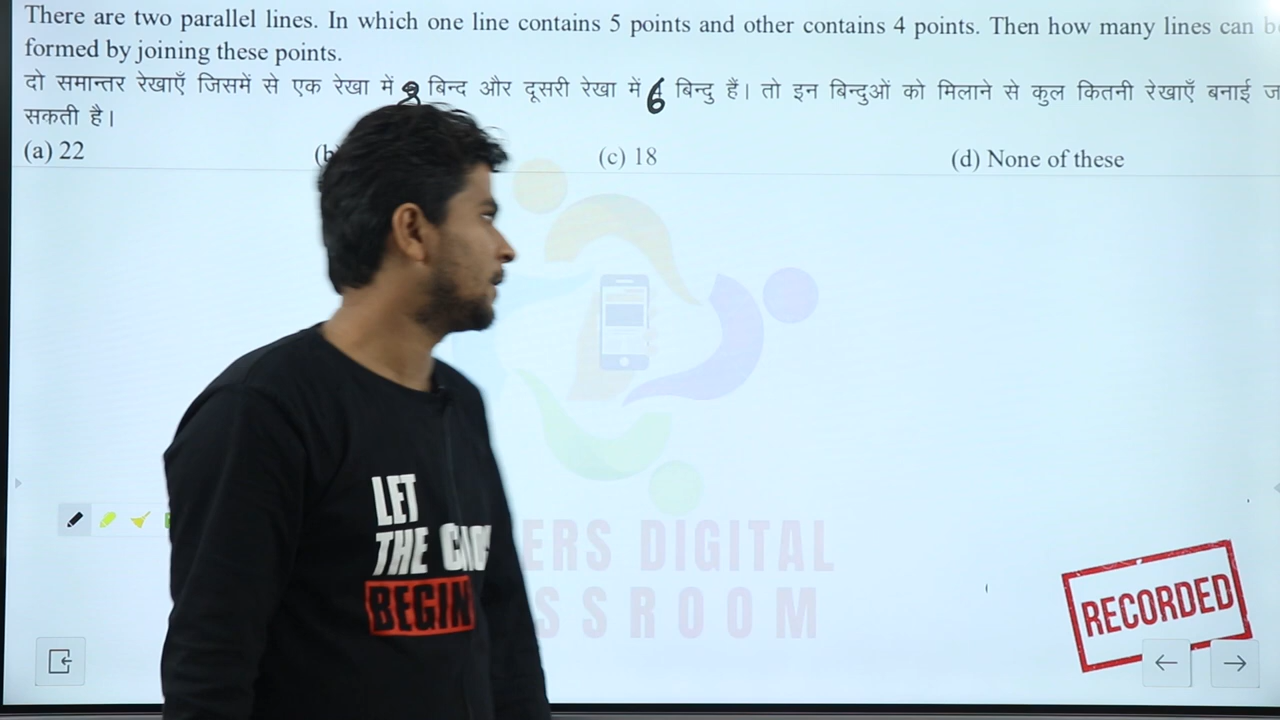 There are two parallel lines. In which one line contains 5 points and other contains 4 points. Then how many lines can be
formed by joining these points.
दो समान्तर रेखाएँ जिसमें से एक रेखा में 8 बिन्द और दूसरी रेखा में 6 बिन्दु हैं। तो इन बिन्दुओं को मिलाने से कुल कितनी रेखाएँ बनाई ज
सकती है।
(a) 22 (b (c) 18 (d) None of these
LET
THE
BEGIN
ERS DIGITAL
SSROOM
RECORDED